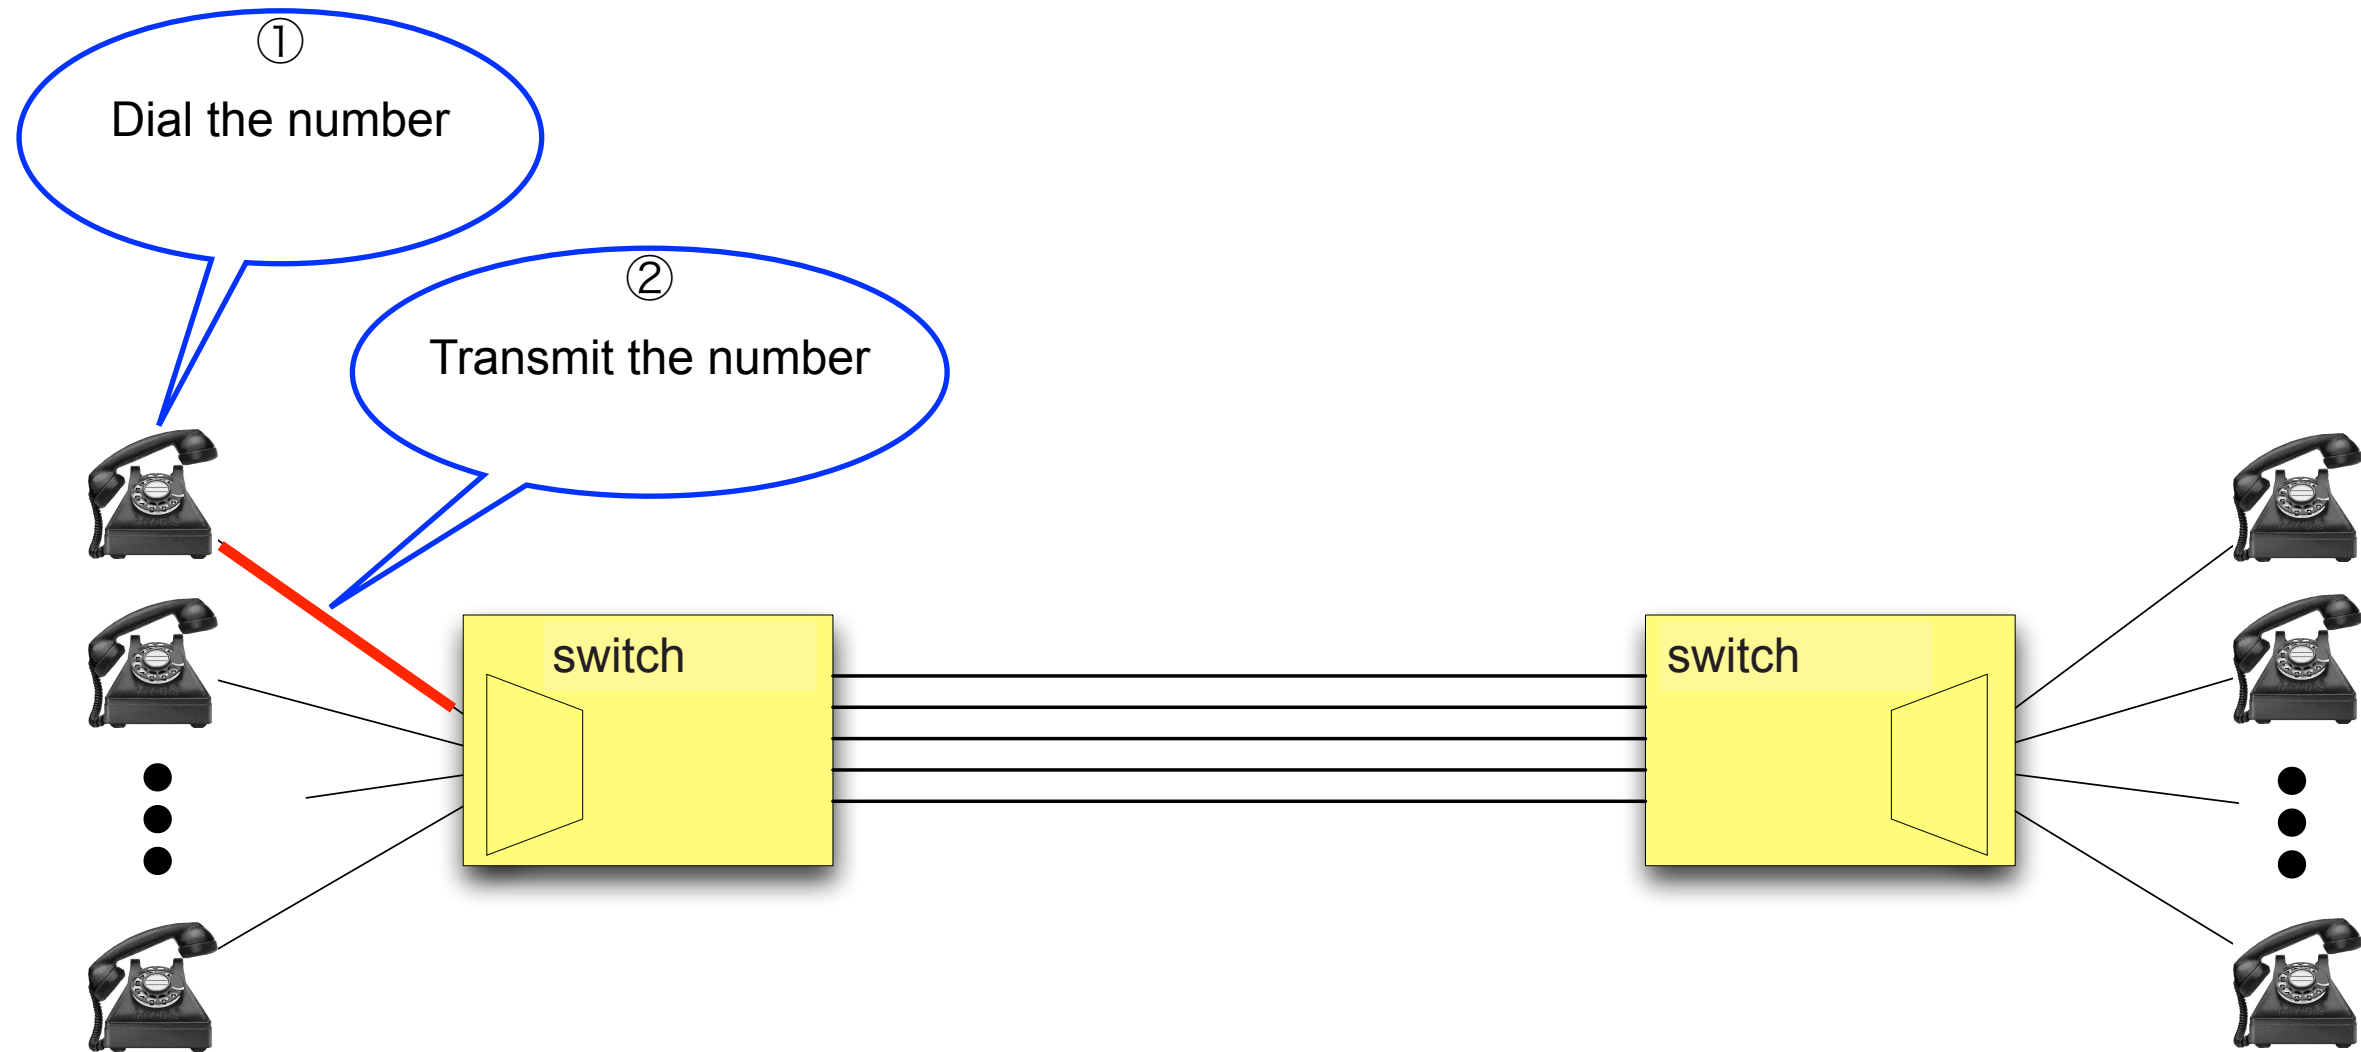 ①
Dial the number
②
Transmit the number
switch
switch